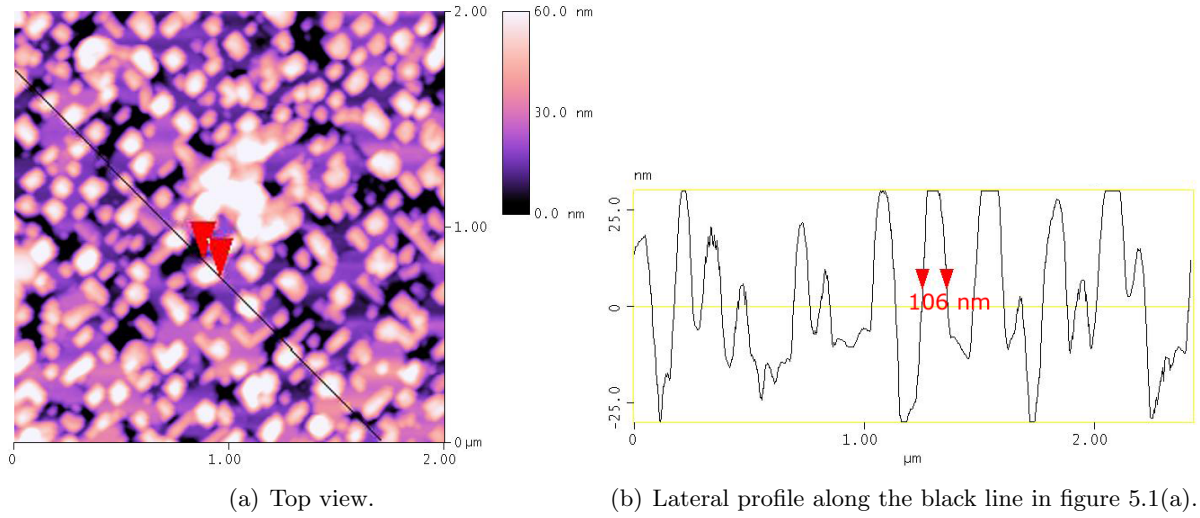 2.00
60.0 nm
30.0 nm
0.0 nm
1.00
0 µm
0
1.00
2.00
(a) Top view.
nm
25.0
0
-25.0
106 nm
0
1.00
2.00
µm
(b) Lateral profile along the black line in figure 5.1(a).